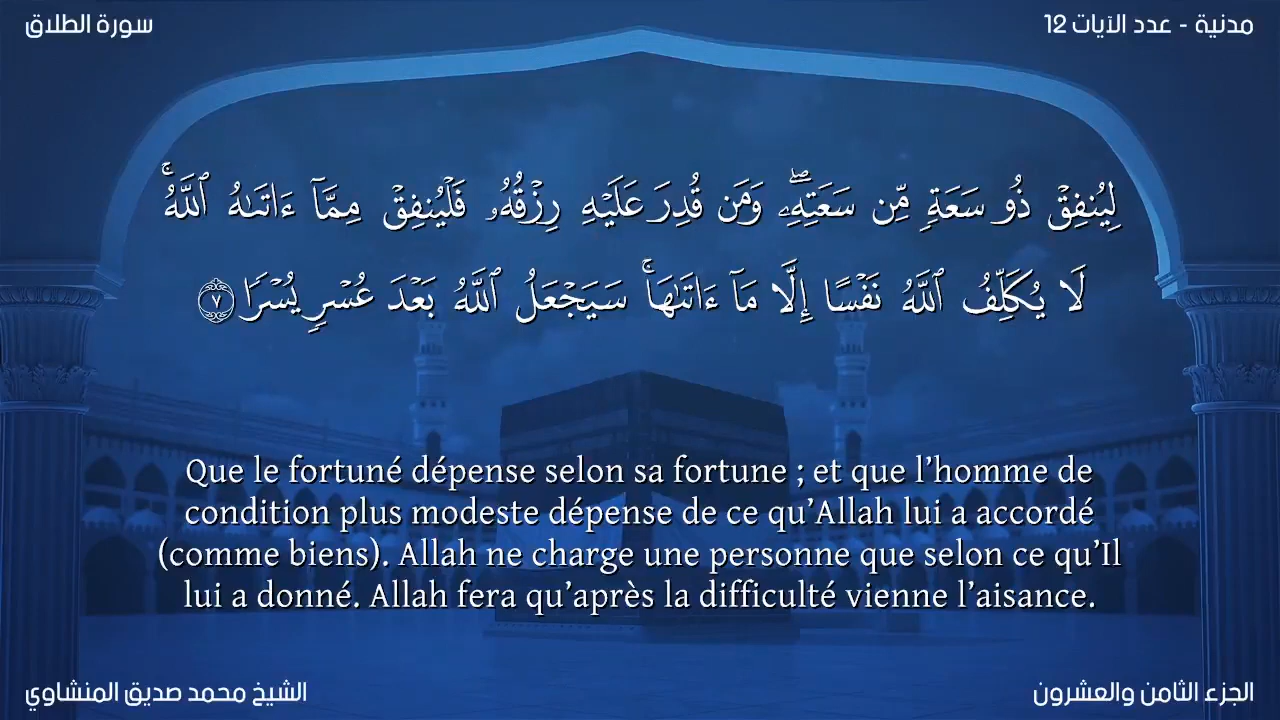 سورة الطلاق
مدنية - عدد الآيات 12
لِيُنفِقْ ذُو سَعَةٍ مِّن سَعَتِهِۦۖ وَمَن قُدِرَ عَلَيْهِ رِزْقُهُۥ فَلْيُنفِقْ مِمَّآ ءَاتَىٰهُ ٱللَّهُۚ
لَا يُكَلِّفُ ٱللَّهُ نَفْسًا إِلَّا مَآ ءَاتَىٰهَاۚ سَيَجْعَلُ ٱللَّهُ بَعْدَ عُسْرٍ يُسْرًا ٧
Que le fortuné dépense selon sa fortune ; et que l’homme de
condition plus modeste dépense de ce qu’Allah lui a accordé
(comme biens). Allah ne charge une personne que selon ce qu’Il
lui a donné. Allah fera qu’après la difficulté vienne l’aisance.
الشيخ محمد صديق المنشاوي
الجزء الثامن والعشرون